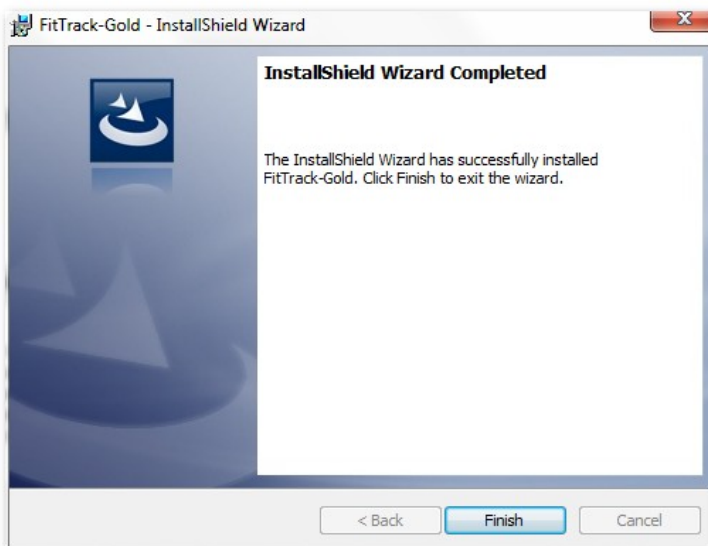 FitTrack-Gold - InstallShield Wizard
InstallShield Wizard Completed
The InstallShield Wizard has successfully installed
FitTrack-Gold. Click Finish to exit the wizard.
< Back
Finish
Cancel